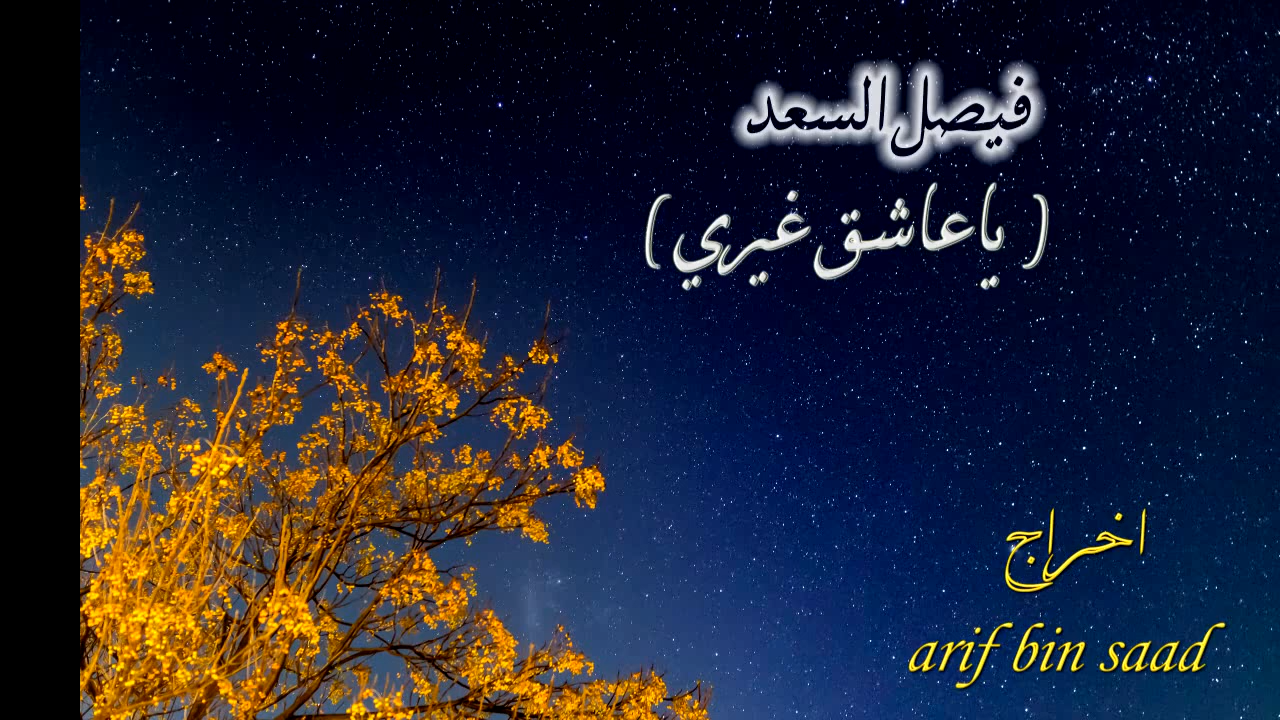 فيصل السعد
( ياعاشق غيري )
اخراج
arif bin saad